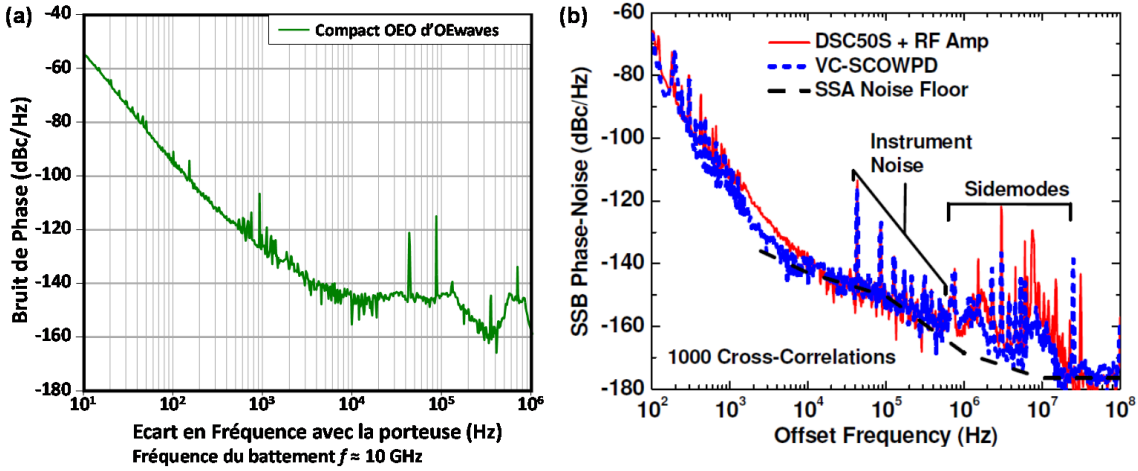 (a)
Compact OEO d'OEwaves
Bruit de Phase (dBc/Hz)
-40
-60
-80
-100
-120
-140
-160
-180
10¹ 10² 10³ 10⁴ 10⁵ 10⁶
Ecart en Fréquence avec la porteuse (Hz)
Fréquence du battement f ≈ 10 GHz
(b)
DSC50S + RF Amp
VC-SCOWPD
SSA Noise Floor
Instrument
Noise
Sidemodes
1000 Cross-Correlations
SSB Phase-Noise (dBc/Hz)
-60
-80
-100
-120
-140
-160
-180
10² 10³ 10⁴ 10⁵ 10⁶ 10⁷ 10⁸
Offset Frequency (Hz)